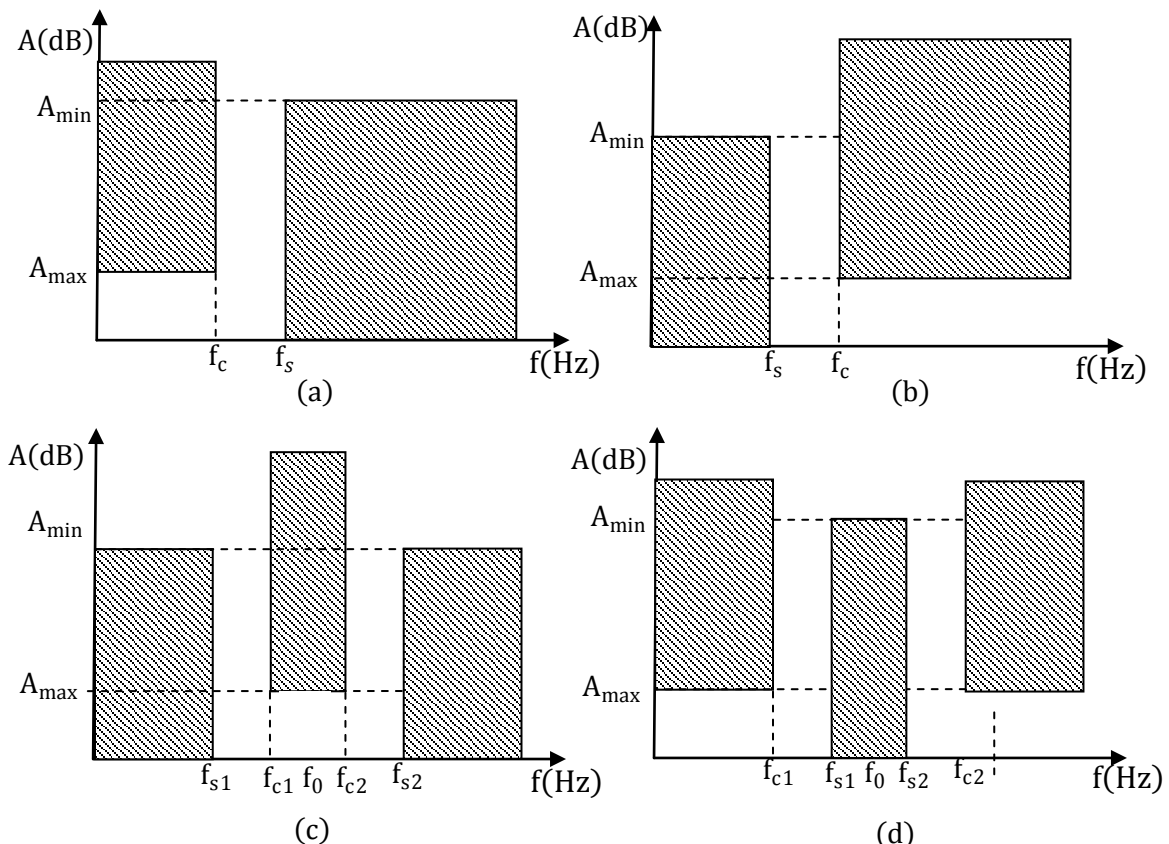 A(dB)
A_min
A_max
f_c
f_s
f(Hz)
(a)
A(dB)
A_min
A_max
f_s
f_c
f(Hz)
(b)
A(dB)
A_min
A_max
f_s1 f_c1 f_0 f_c2 f_s2
f(Hz)
(c)
A(dB)
A_min
A_max
f_c1 f_s1 f_0 f_s2 f_c2
f(Hz)
(d)